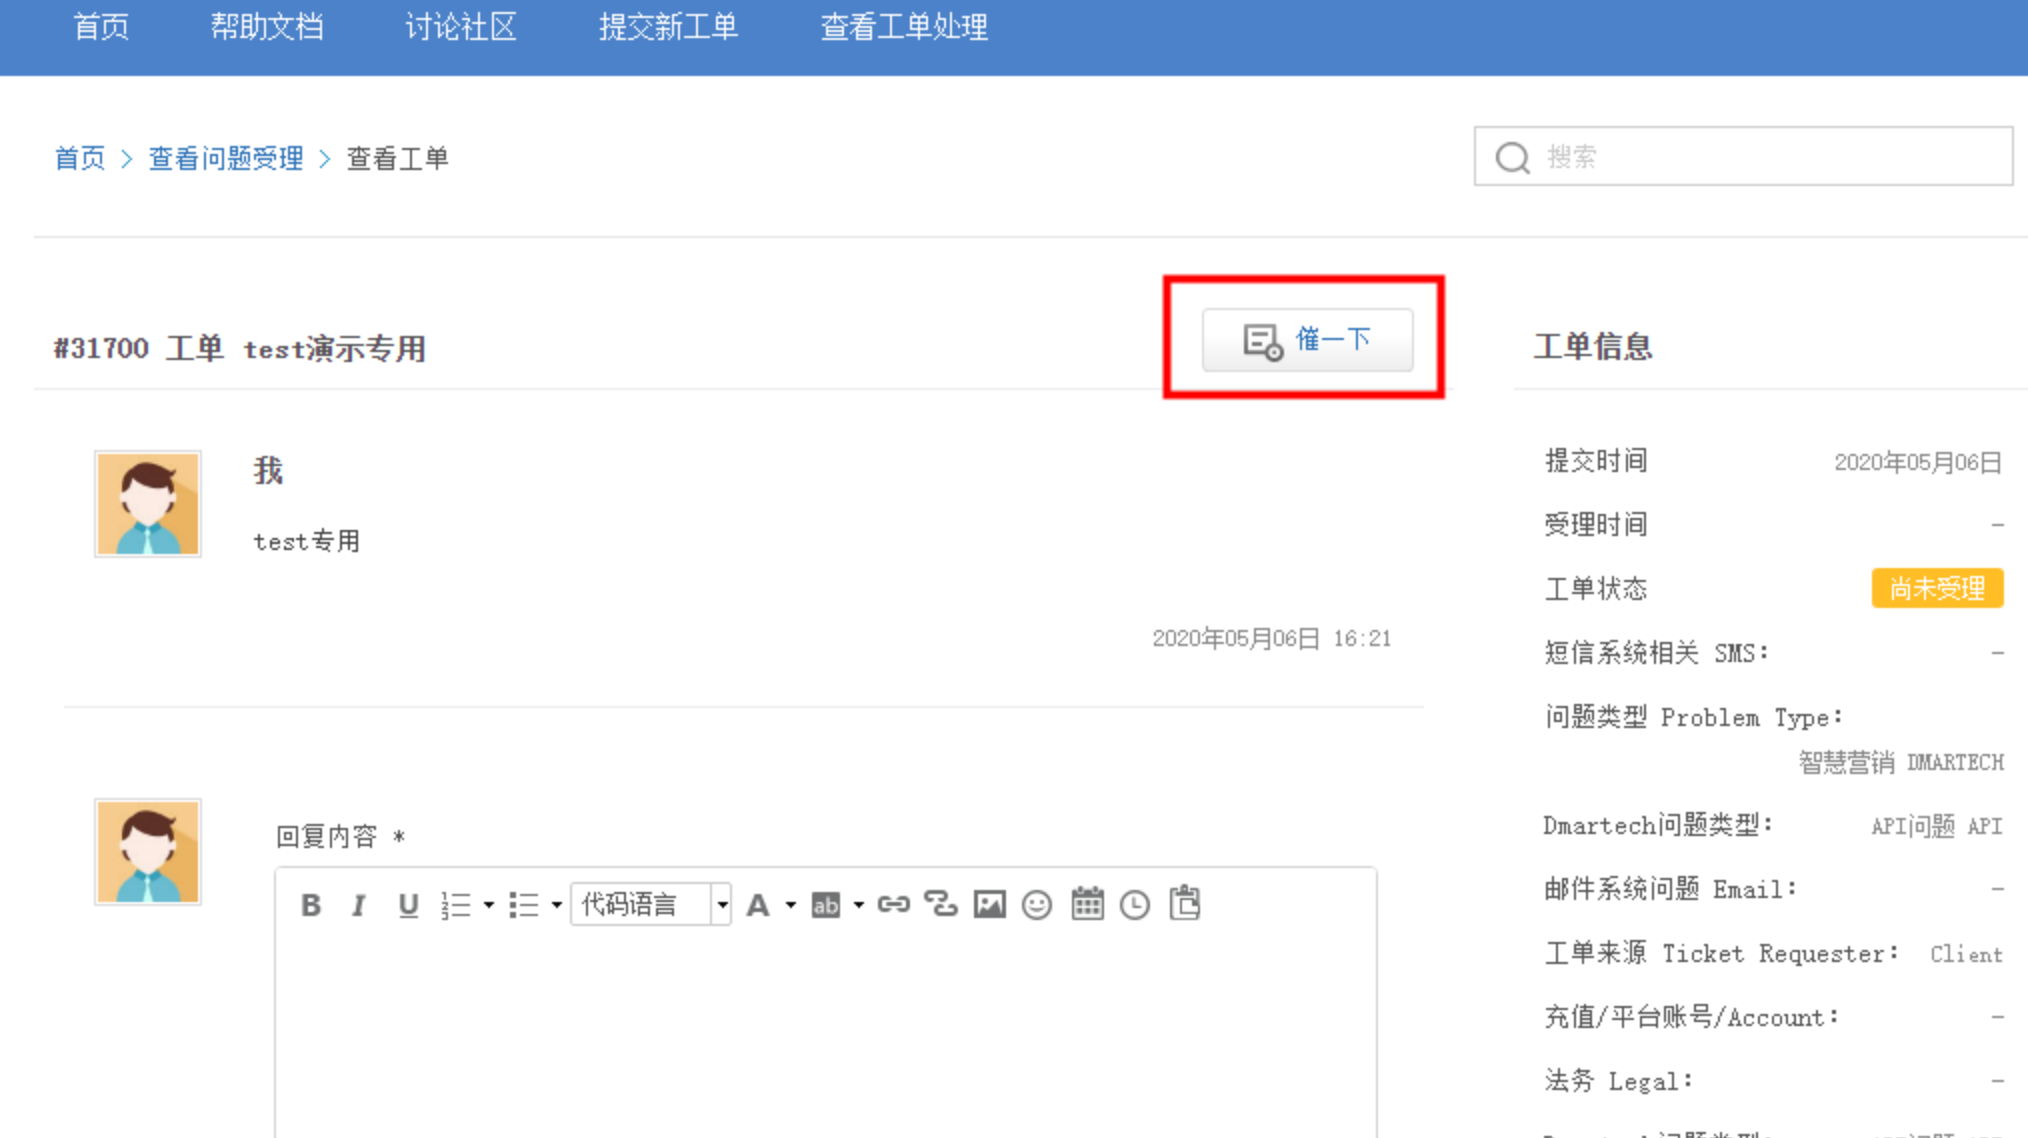 首页 帮助文档 讨论社区 提交新工单 查看工单处理
首页 > 查看问题受理 > 查看工单
搜索
#31700 工单 test演示专用
催一下
我
test专用
2020年05月06日 16:21
回复内容 *
B I U 代码语言 A ab
工单信息
提交时间 2020年05月06日
受理时间 –
工单状态 尚未受理
短信系统相关 SMS: –
问题类型 Problem Type:
智慧营销 DMARTECH
Dmartech问题类型: API问题 API
邮件系统问题 Email: –
工单来源 Ticket Requester: Client
充值/平台账号/Account: –
法务 Legal: –